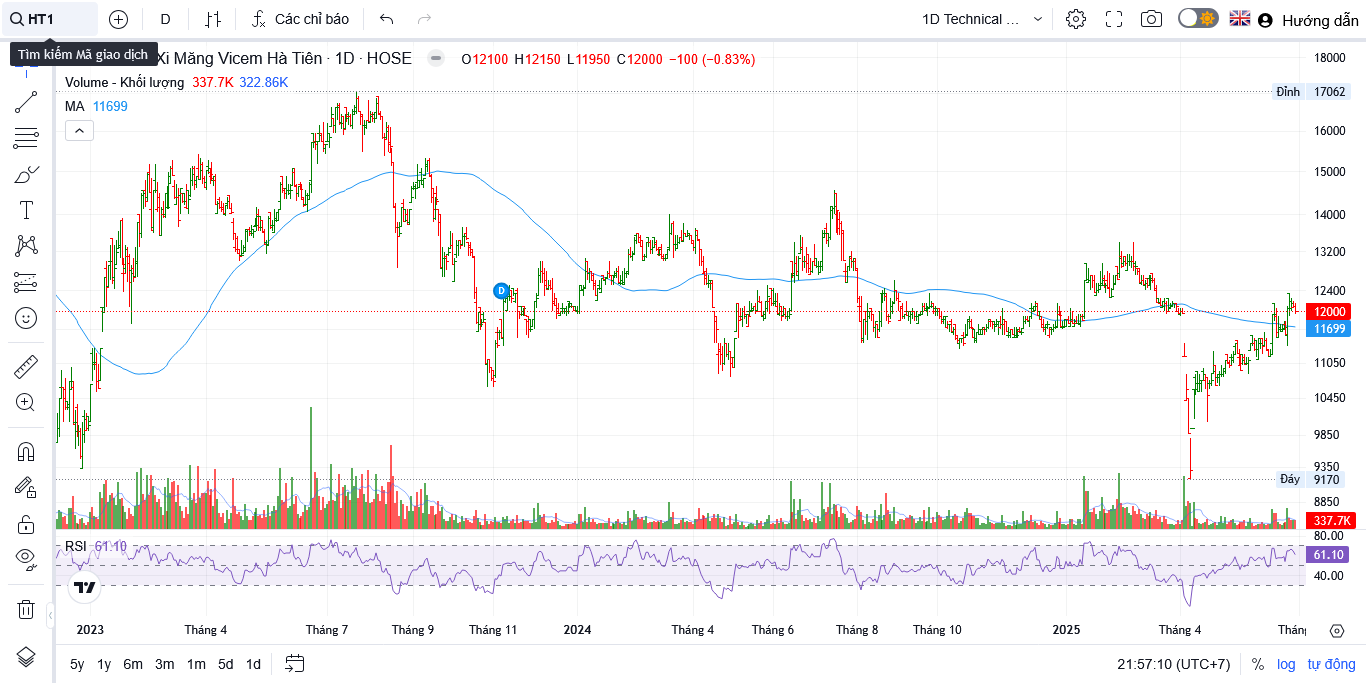 HT1 D Các chỉ báo 1D Technical ... Hướng dẫn
Tìm kiếm Mã giao dịch
Xi Măng Vicem Hà Tiên · 1D · HOSE O12100 H12150 L11950 C12000 −100 (−0.83%)
Volume - Khối lượng 337.7K 322.86K
MA 11699
18000
Đỉnh 17062
16000
15000
14000
13200
12400
D
12000
11699
11050
10450
9850
9350
Đáy 9170
8850
337.7K
80.00
RSI 61.10
61.10
40.00
2023 Tháng 4 Tháng 7 Tháng 9 Tháng 11 2024 Tháng 4 Tháng 6 Tháng 8 Tháng 10 2025 Tháng 4 Tháng
5y 1y 6m 3m 1m 5d 1d 21:57:10 (UTC+7) % log tự động